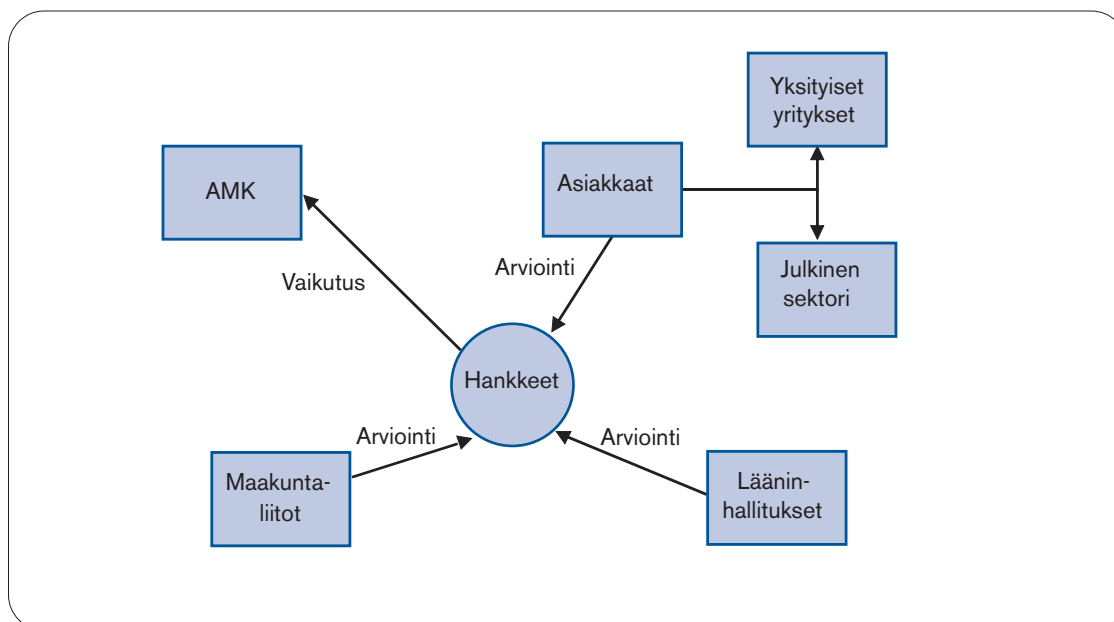 Yksityiset
yritykset
AMK
Asiakkaat
Arviointi
Julkinen
sektori
Vaikutus
Hankkeet
Arviointi
Arviointi
Maakunta-
liitot
Läänin-
hallitukset